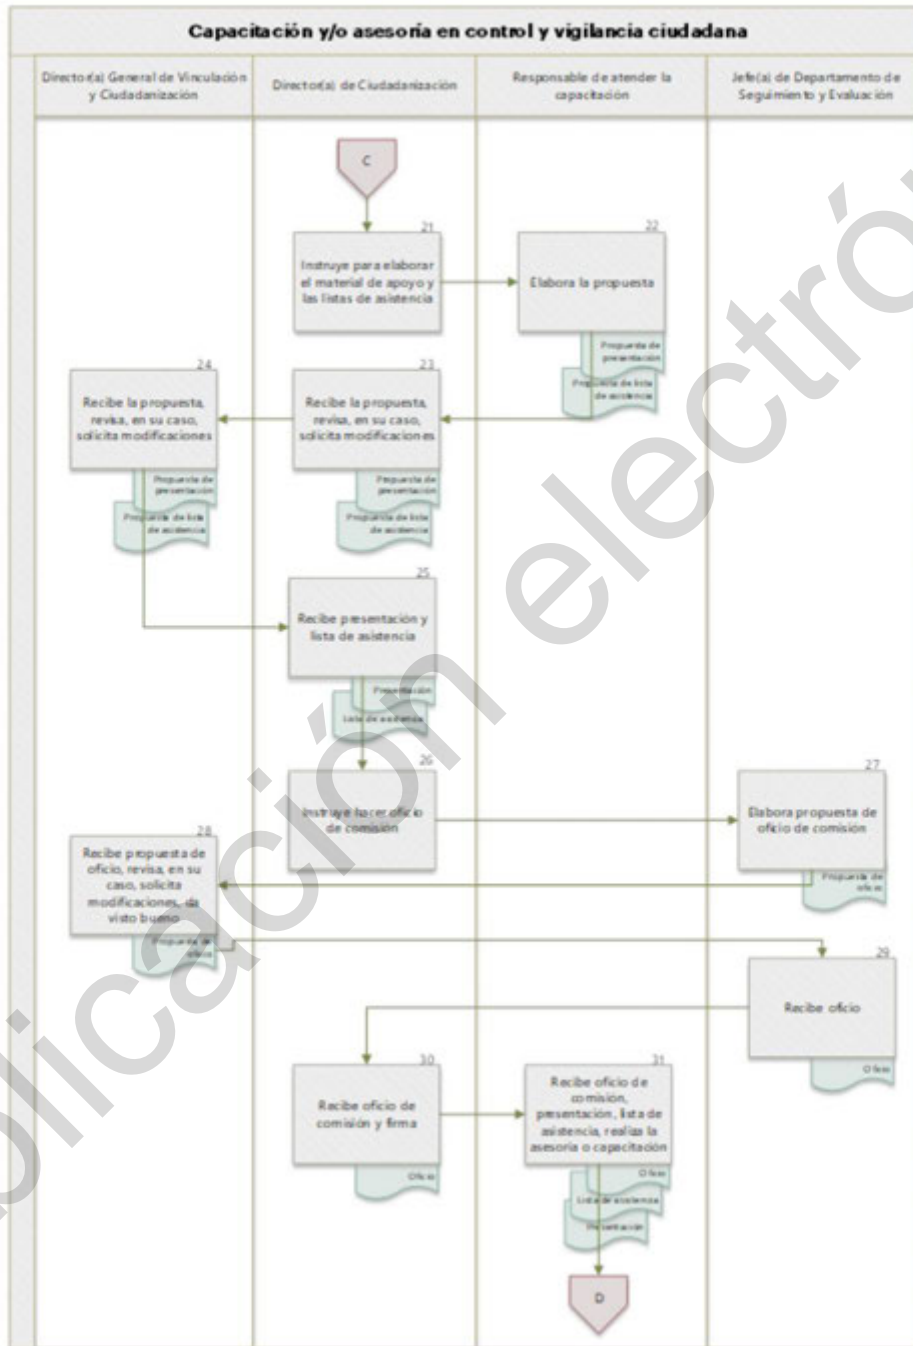 Capacitación y/o asesoría en control y vigilancia ciudadana
Director(a) General de Vinculación
y Ciudadanización
Director(a) de Ciudadanización
Responsable de atender la
capacitación
Jefe(a) de Departamento de
Seguimiento y Evaluación
C
21
Instruye para elaborar
el material de apoyo y
las listas de asistencia
22
Elabora la propuesta
Propuesta de
presentación
Propuesta de lista
de asistencia
24
Recibe la propuesta,
revisa, en su caso,
solicita modificaciones
Propuesta de
presentación
Propuesta de lista
de asistencia
23
Recibe la propuesta,
revisa, en su caso,
solicita modificaciones
Propuesta de
presentación
Propuesta de lista
de asistencia
25
Recibe presentación y
lista de asistencia
Presentación
Lista de asistencia
26
Instruye hacer oficio
de comisión
27
Elabora propuesta de
oficio de comisión
Propuesta de
oficio
28
Recibe propuesta de
oficio, revisa, en su
caso, solicita
modificaciones, da
visto bueno
Propuesta de
oficio
29
Recibe oficio
Oficio
30
Recibe oficio de
comisión y firma
Oficio
31
Recibe oficio de
comisión,
presentación, lista de
asistencia, realiza la
asesoría o capacitación
Oficio
Lista de asistencia
Presentación
D
blicación electrón